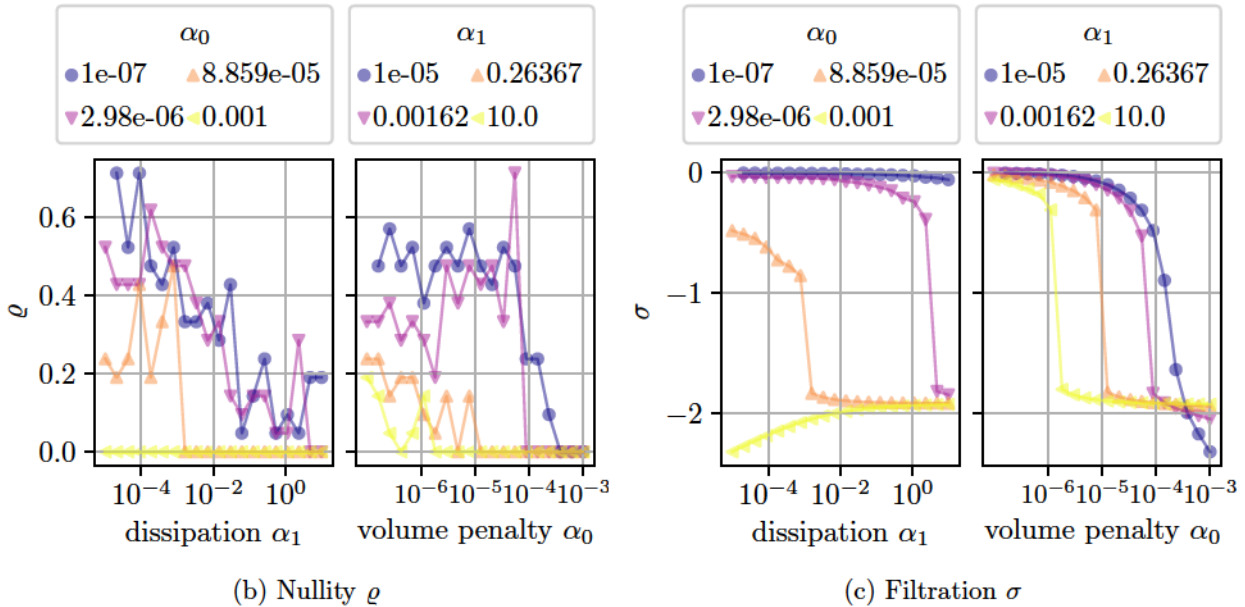 α₀
1e-07 8.859e-05
2.98e-06 0.001
α₁
1e-05 0.26367
0.00162 10.0
ϱ
0.6
0.4
0.2
0.0
10⁻⁴ 10⁻² 10⁰
dissipation α₁
10⁻⁶ 10⁻⁵ 10⁻⁴ 10⁻³
volume penalty α₀
(b) Nullity ϱ
α₀
1e-07 8.859e-05
2.98e-06 0.001
α₁
1e-05 0.26367
0.00162 10.0
σ
0
−1
−2
10⁻⁴ 10⁻² 10⁰
dissipation α₁
10⁻⁶ 10⁻⁵ 10⁻⁴ 10⁻³
volume penalty α₀
(c) Filtration σ